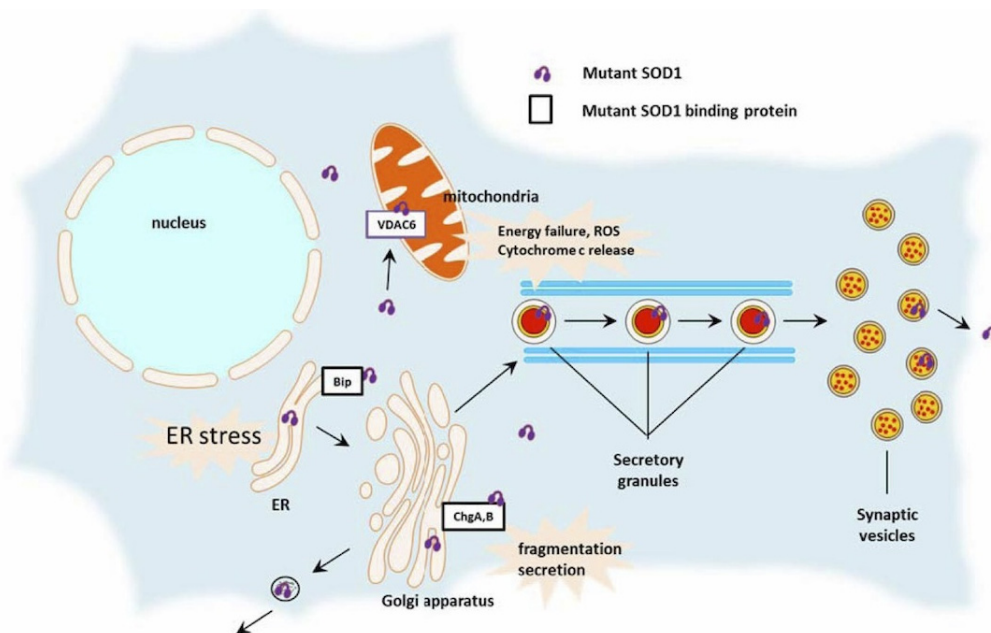 Mutant SOD1
Mutant SOD1 binding protein
nucleus
mitochondria
VDAC6
Energy failure, ROS
Cytochrome c release
Bip
ER stress
ER
ChgA,B
fragmentation
secretion
Golgi apparatus
Secretory
granules
Synaptic
vesicles